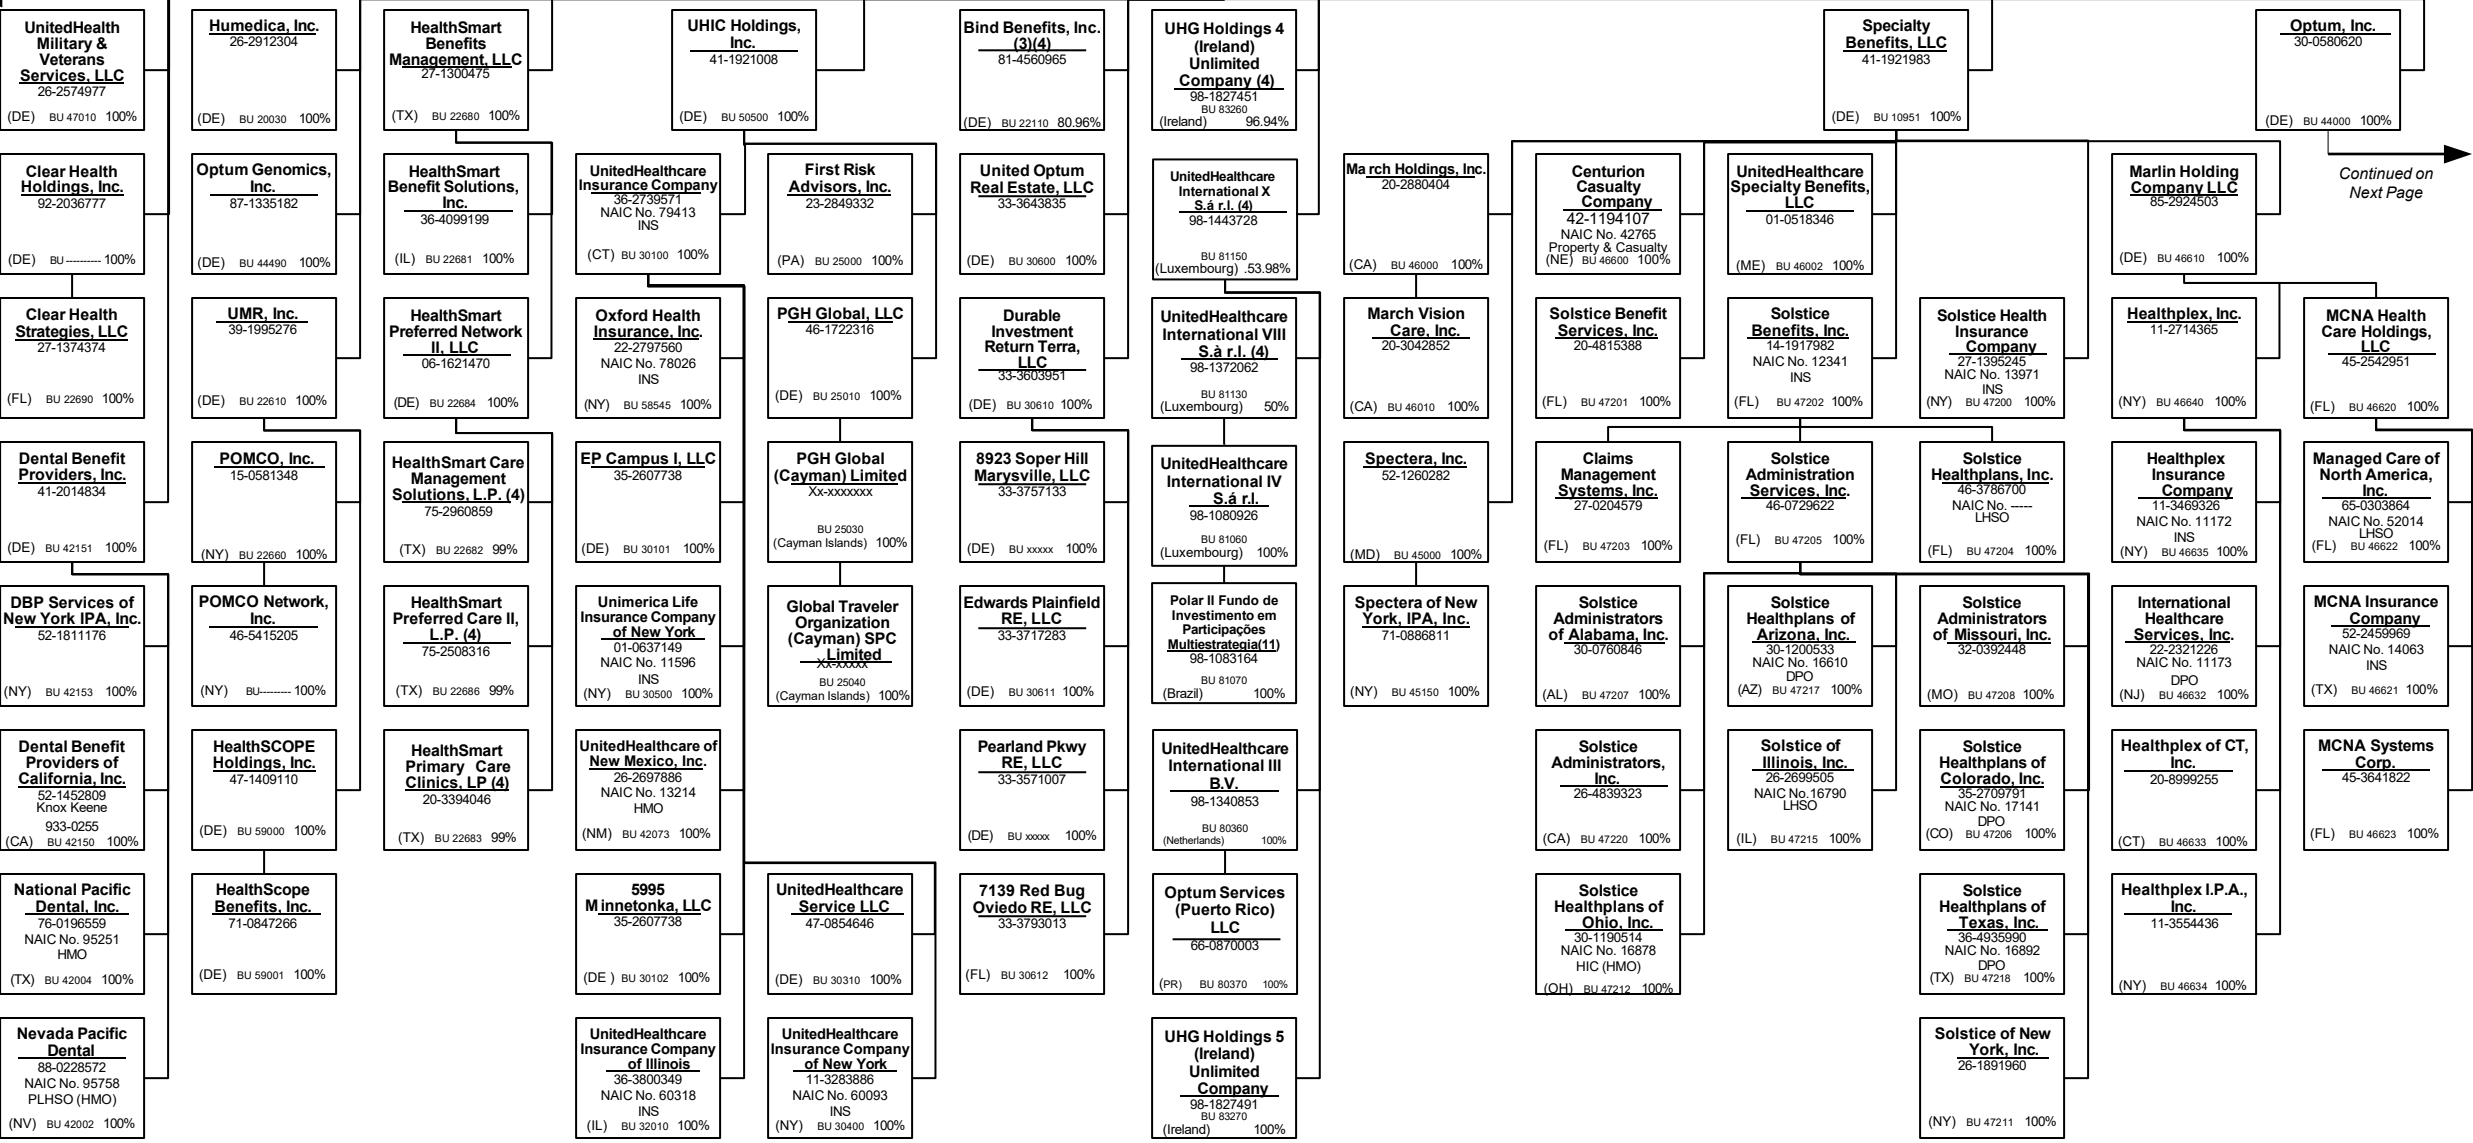 UnitedHealth
Military &
Veterans
Services, LLC
26-2574977
(DE) BU 47010 100%
Humedica, Inc.
26-2912304
(DE) BU 20030 100%
HealthSmart
Benefits
Management, LLC
27-1300475
(TX) BU 22680 100%
UHIC Holdings,
Inc.
41-1921008
(DE) BU 50500 100%
Bind Benefits, Inc.
(3)(4)
81-4560965
(DE) BU 22110 80.96%
UHG Holdings 4
(Ireland)
Unlimited
Company (4)
98-1827451
BU 83260
(Ireland) 96.94%
Specialty
Benefits, LLC
41-1921983
(DE) BU 10951 100%
Optum, Inc.
30-0580620
(DE) BU 44000 100%
Continued on
Next Page
Clear Health
Holdings, Inc.
92-2036777
(DE) BU ---------- 100%
Optum Genomics,
Inc.
87-1335182
(DE) BU 44490 100%
HealthSmart
Benefit Solutions,
Inc.
36-4099199
(IL) BU 22681 100%
UnitedHealthcare
Insurance Company
36-2739571
NAIC No. 79413
INS
(CT) BU 30100 100%
First Risk
Advisors, Inc.
23-2849332
(PA) BU 25000 100%
United Optum
Real Estate, LLC
33-3643835
(DE) BU 30600 100%
UnitedHealthcare
International X
S.á r.l. (4)
98-1443728
BU 81150
(Luxembourg) .53.98%
Ma rch Holdings, Inc.
20-2880404
(CA) BU 46000 100%
Centurion
Casualty
Company
42-1194107
NAIC No. 42765
Property & Casualty
(NE) BU 46600 100%
UnitedHealthcare
Specialty Benefits,
LLC
01-0518346
(ME) BU 46002 100%
Marlin Holding
Company LLC
85-2924503
(DE) BU 46610 100%
Clear Health
Strategies, LLC
27-1374374
(FL) BU 22690 100%
UMR, Inc.
39-1995276
(DE) BU 22610 100%
HealthSmart
Preferred Network
II, LLC
06-1621470
(DE) BU 22684 100%
Oxford Health
Insurance, Inc.
22-2797560
NAIC No. 78026
INS
(NY) BU 58545 100%
PGH Global, LLC
46-1722316
(DE) BU 25010 100%
Durable
Investment
Return Terra,
LLC
33-3603951
(DE) BU 30610 100%
UnitedHealthcare
International VIII
S.à r.l. (4)
98-1372062
BU 81130
(Luxembourg) 50%
March Vision
Care, Inc.
20-3042852
(CA) BU 46010 100%
Solstice Benefit
Services, Inc.
20-4815388
(FL) BU 47201 100%
Solstice
Benefits, Inc.
14-1917982
NAIC No. 12341
INS
(FL) BU 47202 100%
Solstice Health
Insurance
Company
27-1395245
NAIC No. 13971
INS
(NY) BU 47200 100%
Healthplex, Inc.
11-2714365
(NY) BU 46640 100%
MCNA Health
Care Holdings,
LLC
45-2542951
(FL) BU 46620 100%
Dental Benefit
Providers, Inc.
41-2014834
(DE) BU 42151 100%
POMCO, Inc.
15-0581348
(NY) BU 22660 100%
HealthSmart Care
Management
Solutions, L.P. (4)
75-2960859
(TX) BU 22682 99%
EP Campus I, LLC
35-2607738
(DE) BU 30101 100%
PGH Global
(Cayman) Limited
Xx-xxxxxxx
BU 25030
(Cayman Islands) 100%
8923 Soper Hill
Marysville, LLC
33-3757133
(DE) BU xxxxx 100%
UnitedHealthcare
International IV
S.á r.l.
98-1080926
BU 81060
(Luxembourg) 100%
Spectera, Inc.
52-1260282
(MD) BU 45000 100%
Claims
Management
Systems, Inc.
27-0204579
(FL) BU 47203 100%
Solstice
Administration
Services, Inc.
46-0729622
(FL) BU 47205 100%
Solstice
Healthplans, Inc.
46-3786700
NAIC No. -----
LHSO
(FL) BU 47204 100%
Healthplex
Insurance
Company
11-3469326
NAIC No. 11172
INS
(NY) BU 46635 100%
Managed Care of
North America,
Inc.
65-0303864
NAIC No. 52014
LHSO
(FL) BU 46622 100%
DBP Services of
New York IPA, Inc.
52-1811176
(NY) BU 42153 100%
POMCO Network,
Inc.
46-5415205
(NY) BU--------- 100%
HealthSmart
Preferred Care II,
L.P. (4)
75-2508316
(TX) BU 22686 99%
Unimerica Life
Insurance Company
of New York
01-0637149
NAIC No. 11596
INS
(NY) BU 30500 100%
Global Traveler
Organization
(Cayman) SPC
Limited
Xx-xxxxx
BU 25040
(Cayman Islands) 100%
Edwards Plainfield
RE, LLC
33-3717283
(DE) BU 30611 100%
Polar II Fundo de
Investimento em
Participações
Multiestrategia(11)
98-1083164
BU 81070
(Brazil) 100%
Spectera of New
York, IPA, Inc.
71-0886811
(NY) BU 45150 100%
Solstice
Administrators
of Alabama, Inc.
30-0760846
(AL) BU 47207 100%
Solstice
Healthplans of
Arizona, Inc.
30-1200533
NAIC No. 16610
DPO
(AZ) BU 47217 100%
Solstice
Administrators
of Missouri, Inc.
32-0392448
(MO) BU 47208 100%
International
Healthcare
Services, Inc.
22-2321226
NAIC No. 11173
DPO
(NJ) BU 46632 100%
MCNA Insurance
Company
52-2459969
NAIC No. 14063
INS
(TX) BU 46621 100%
Dental Benefit
Providers of
California, Inc.
52-1452809
Knox Keene
933-0255
(CA) BU 42150 100%
HealthSCOPE
Holdings, Inc.
47-1409110
(DE) BU 59000 100%
HealthSmart
Primary Care
Clinics, LP (4)
20-3394046
(TX) BU 22683 99%
UnitedHealthcare of
New Mexico, Inc.
26-2697886
NAIC No. 13214
HMO
(NM) BU 42073 100%
Pearland Pkwy
RE, LLC
33-3571007
(DE) BU xxxxx 100%
UnitedHealthcare
International III
B.V.
98-1340853
BU 80360
(Netherlands) 100%
Solstice
Administrators,
Inc.
26-4839323
(CA) BU 47220 100%
Solstice of
Illinois, Inc.
26-2699505
NAIC No.16790
LHSO
(IL) BU 47215 100%
Solstice
Healthplans of
Colorado, Inc.
35-2709791
NAIC No. 17141
DPO
(CO) BU 47206 100%
Healthplex of CT,
Inc.
20-8999255
(CT) BU 46633 100%
MCNA Systems
Corp.
45-3641822
(FL) BU 46623 100%
National Pacific
Dental, Inc.
76-0196559
NAIC No. 95251
HMO
(TX) BU 42004 100%
HealthScope
Benefits, Inc.
71-0847266
(DE) BU 59001 100%
5995
M innetonka, LLC
35-2607738
(DE ) BU 30102 100%
UnitedHealthcare
Service LLC
47-0854646
(DE) BU 30310 100%
7139 Red Bug
Oviedo RE, LLC
33-3793013
(FL) BU 30612 100%
Optum Services
(Puerto Rico)
LLC
66-0870003
(PR) BU 80370 100%
Solstice
Healthplans of
Ohio, Inc.
30-1190514
NAIC No. 16878
HIC (HMO)
(OH) BU 47212 100%
Solstice
Healthplans of
Texas, Inc.
36-4935990
NAIC No. 16892
DPO
(TX) BU 47218 100%
Healthplex I.P.A.,
Inc.
11-3554436
(NY) BU 46634 100%
Nevada Pacific
Dental
88-0228572
NAIC No. 95758
PLHSO (HMO)
(NV) BU 42002 100%
UnitedHealthcare
Insurance Company
of Illinois
36-3800349
NAIC No. 60318
INS
(IL) BU 32010 100%
UnitedHealthcare
Insurance Company
of New York
11-3283886
NAIC No. 60093
INS
(NY) BU 30400 100%
UHG Holdings 5
(Ireland)
Unlimited
Company
98-1827491
BU 83270
(Ireland) 100%
Solstice of New
York, Inc.
26-1891960
(NY) BU 47211 100%